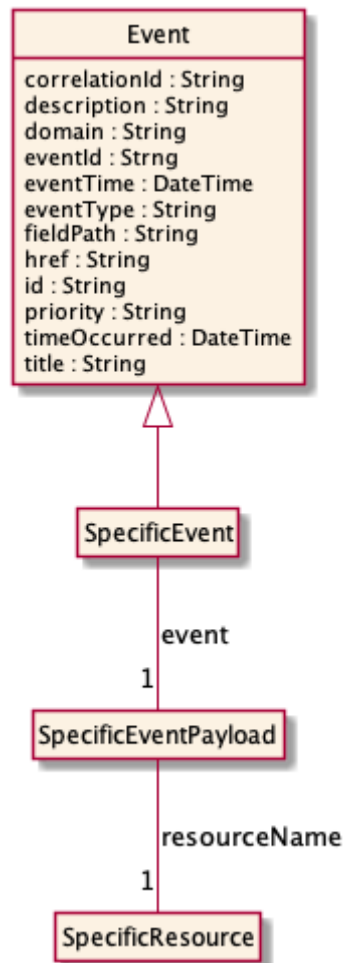 Event
correlationId : String
description : String
domain : String
eventId : Strng
eventTime : DateTime
eventType : String
fieldPath : String
href : String
id : String
priority : String
timeOccurred : DateTime
title : String
SpecificEvent
event
1
SpecificEventPayload
resourceName
1
SpecificResource